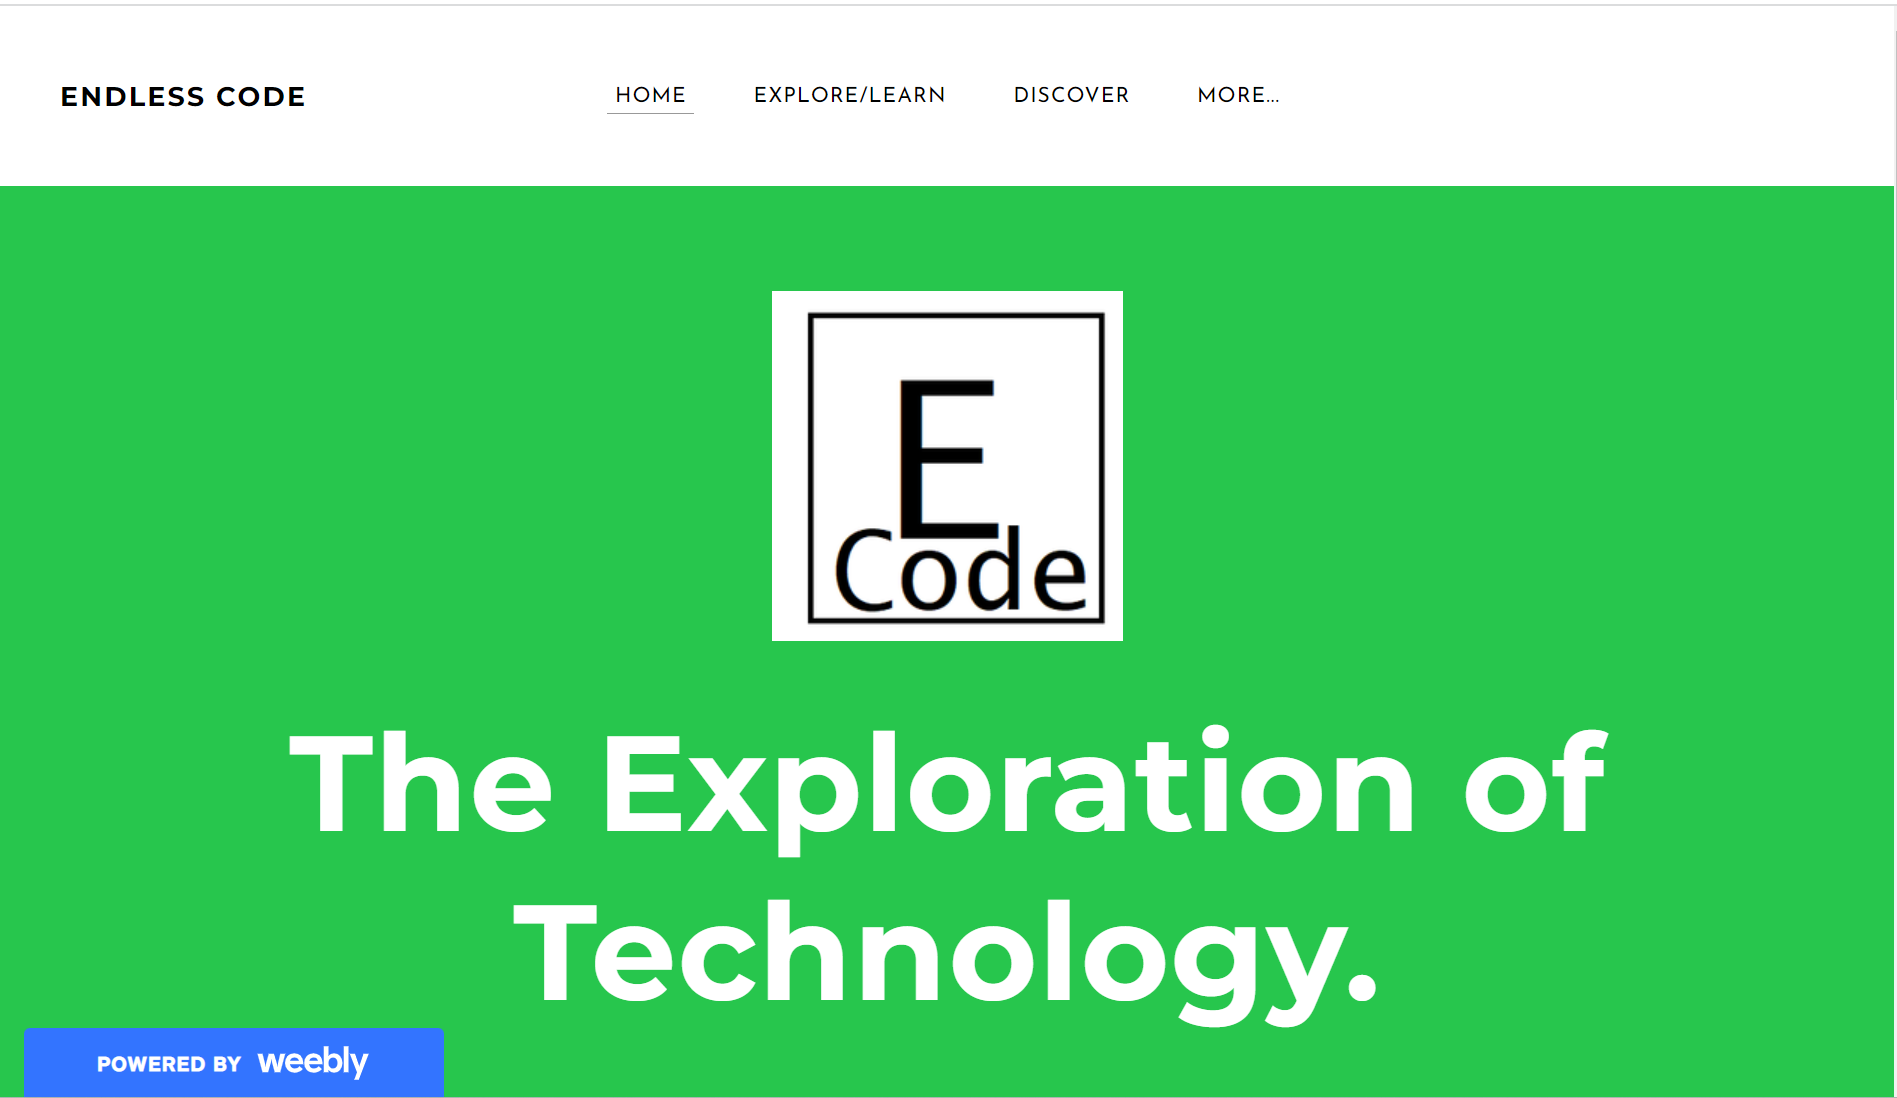 ENDLESS CODE
HOME EXPLORE/LEARN DISCOVER MORE...
E
Code
The Exploration of
Technology.
POWERED BY weebly